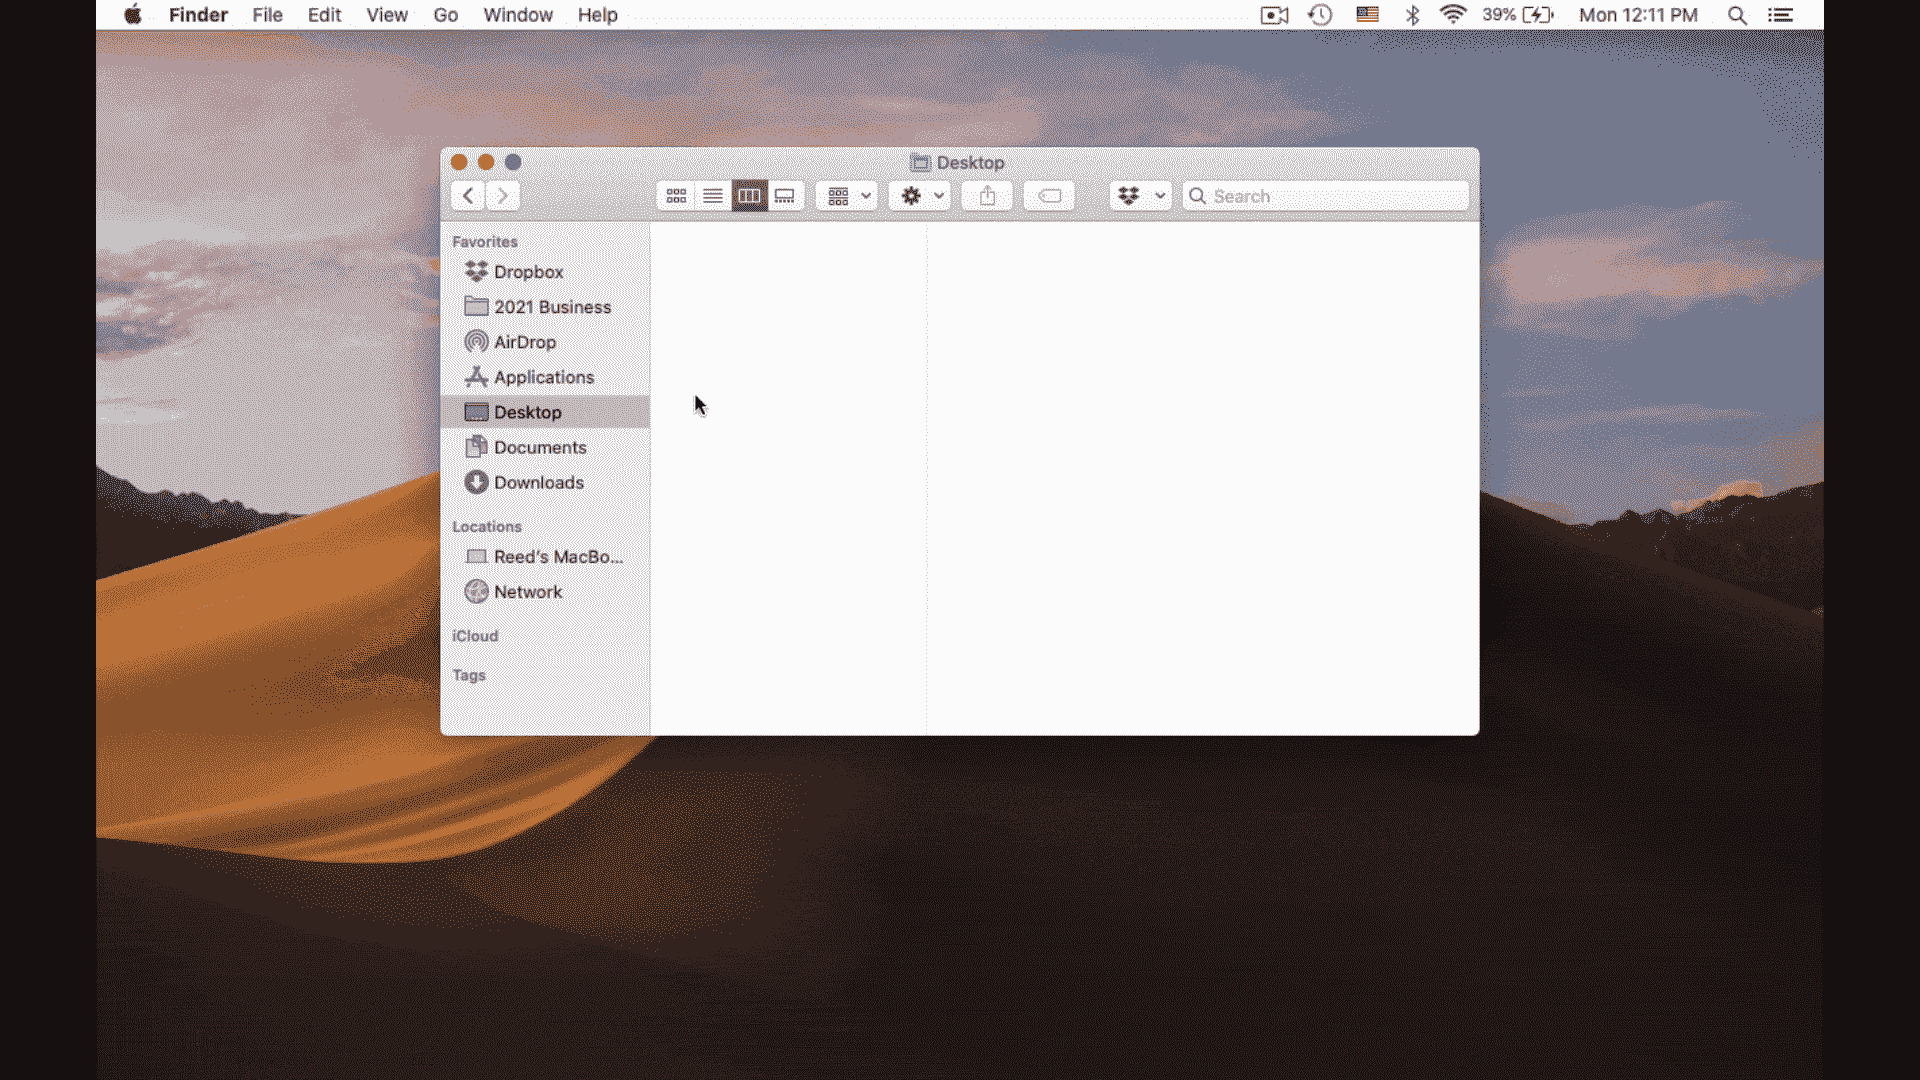 Finder File Edit View Go Window Help 39% Mon 12:11 PM
Desktop
Search
Favorites
Dropbox
2021 Business
AirDrop
Applications
Desktop
Documents
Downloads
Locations
Reed's MacBo...
Network
iCloud
Tags